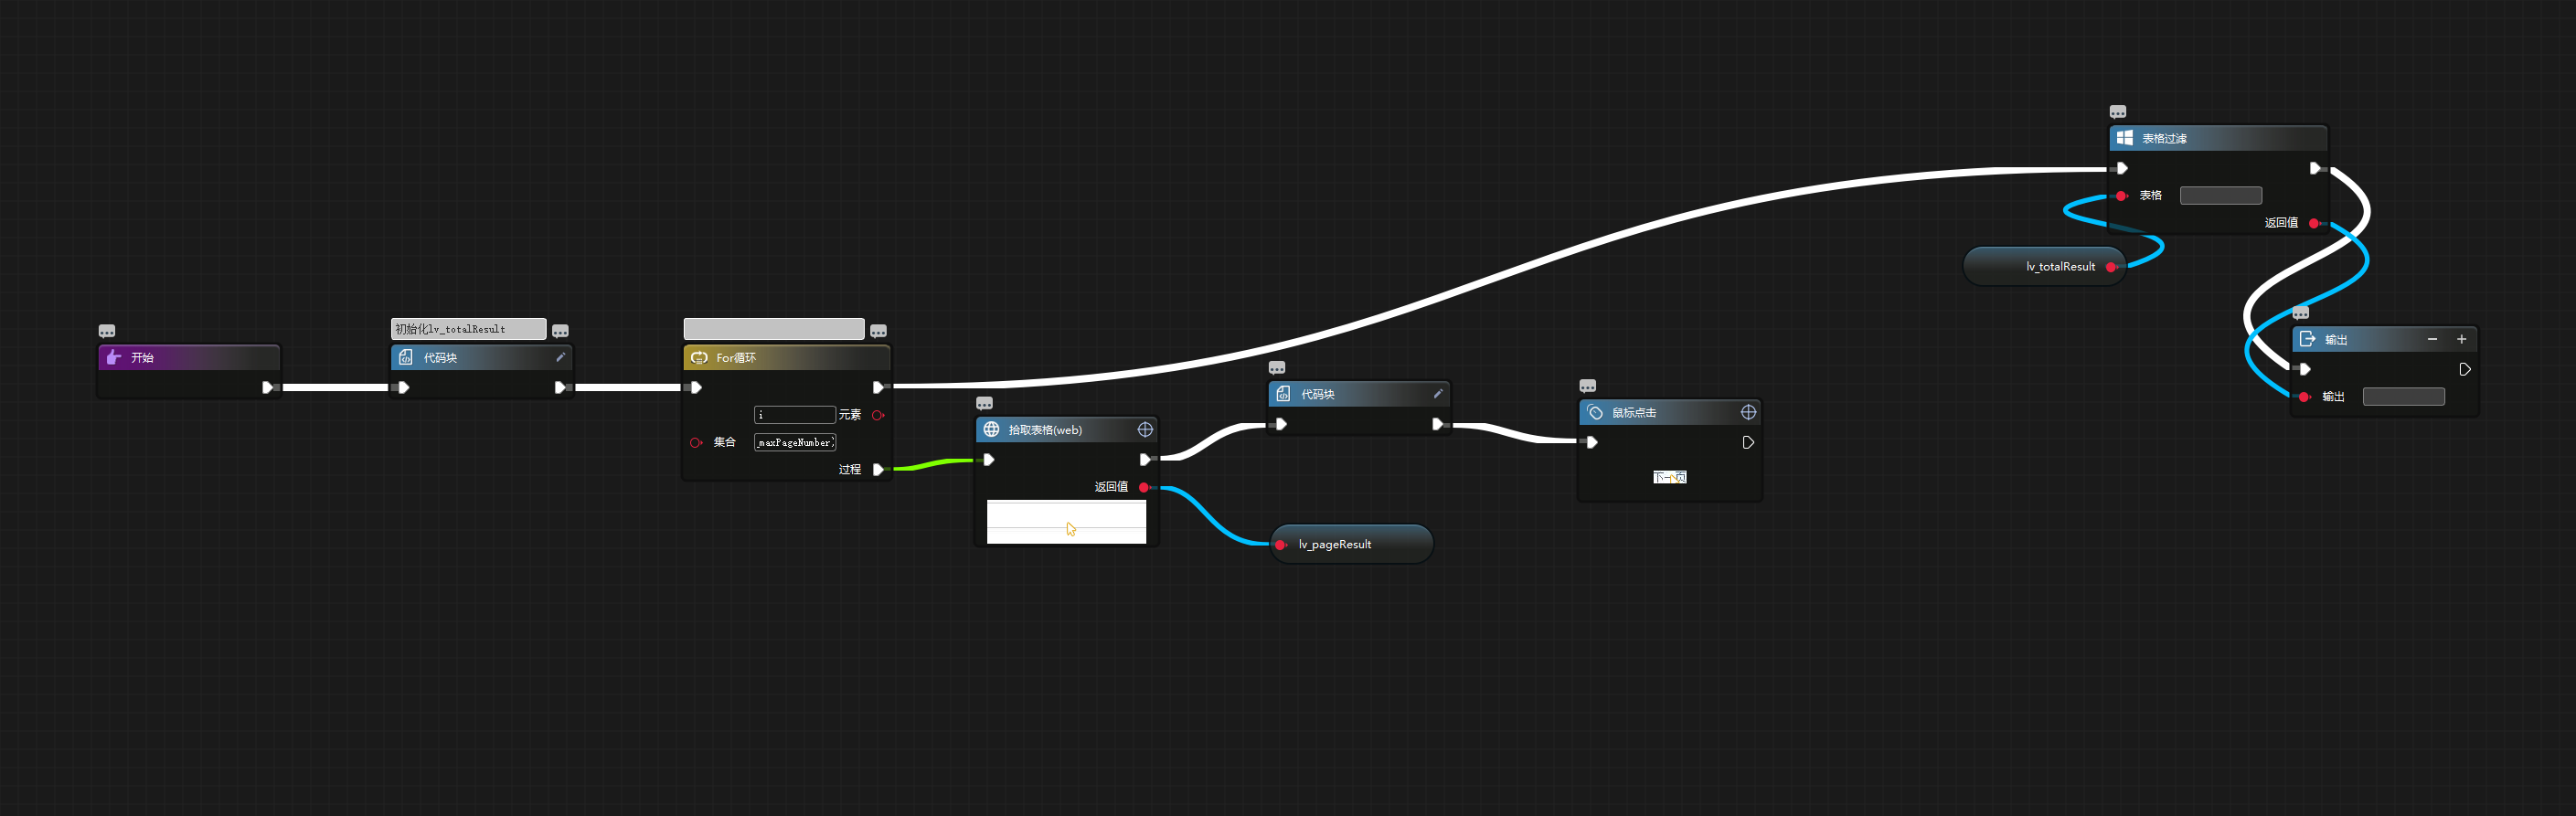 开始
初始化lv_totalResult
代码块
For循环
i 元素
集合 _maxPageNumber)
过程
拾取表格(web)
返回值
代码块
lv_pageResult
鼠标点击
下一页
表格过滤
表格
返回值
lv_totalResult
输出
输出